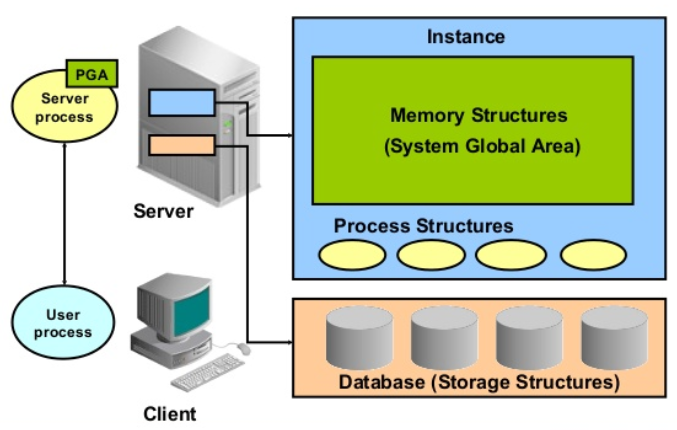 Instance
PGA
Server
process
Memory Structures
(System Global Area)
Server
Process Structures
User
process
Database (Storage Structures)
Client